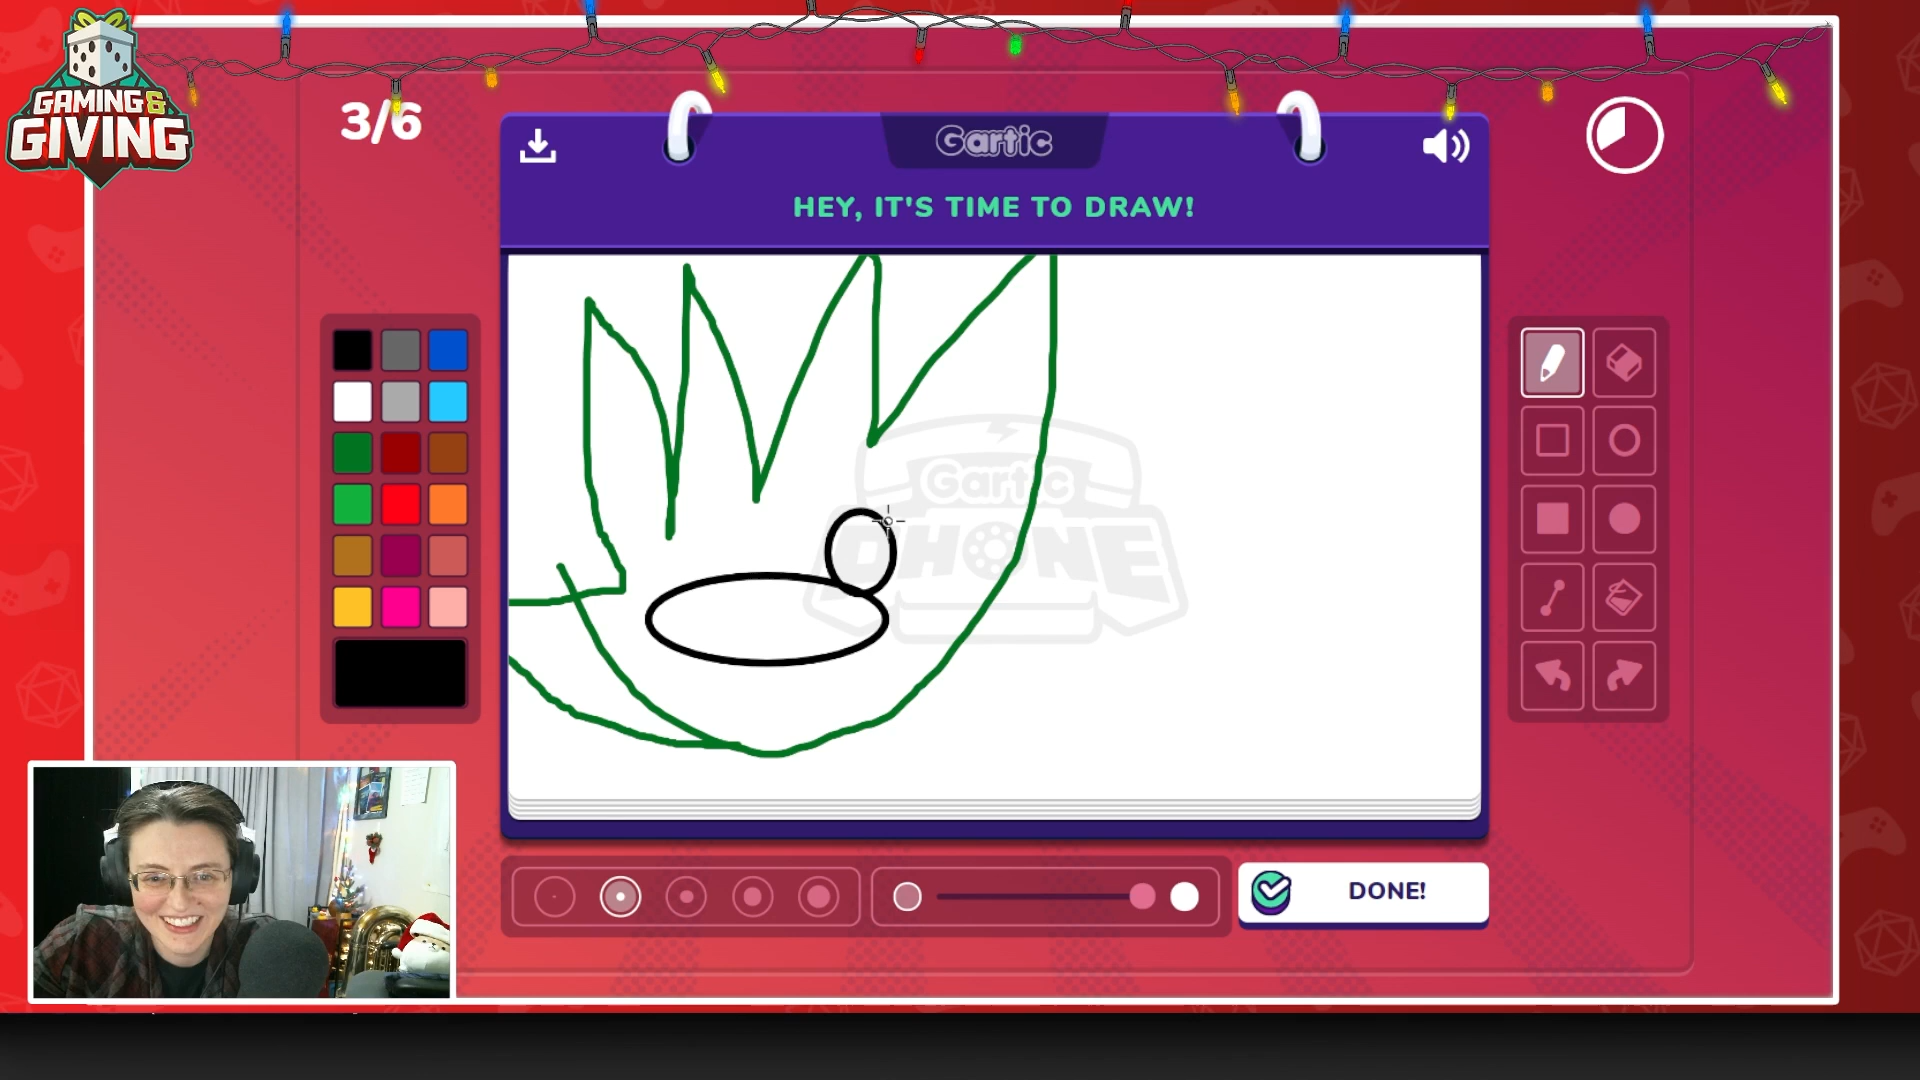 GAMING &
GIVING
3/6
Gartic
HEY, IT'S TIME TO DRAW!
Gartic
PHONE
DONE!